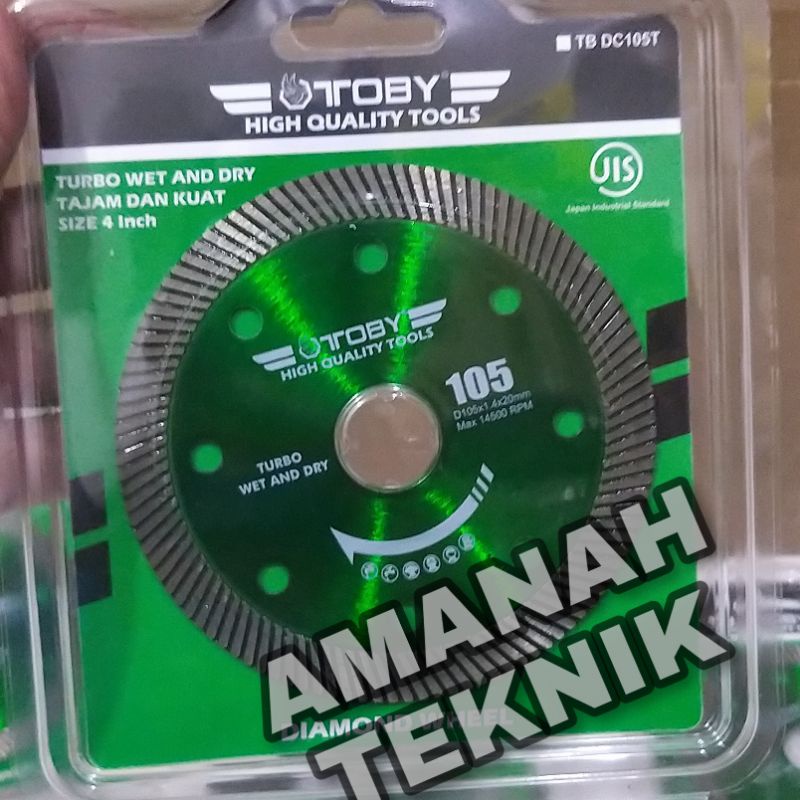 TB DC105T
TOBY
HIGH QUALITY TOOLS
TURBO WET AND DRY
TAJAM DAN KUAT
SIZE 4 Inch
JIS
Japan Industrial Standard
TOBY
HIGH QUALITY TOOLS
105
D105x1.4x20mm
Max 14500 RPM
TURBO
WET AND DRY
AMANAH
TEKNIK
DIAMOND WHEEL